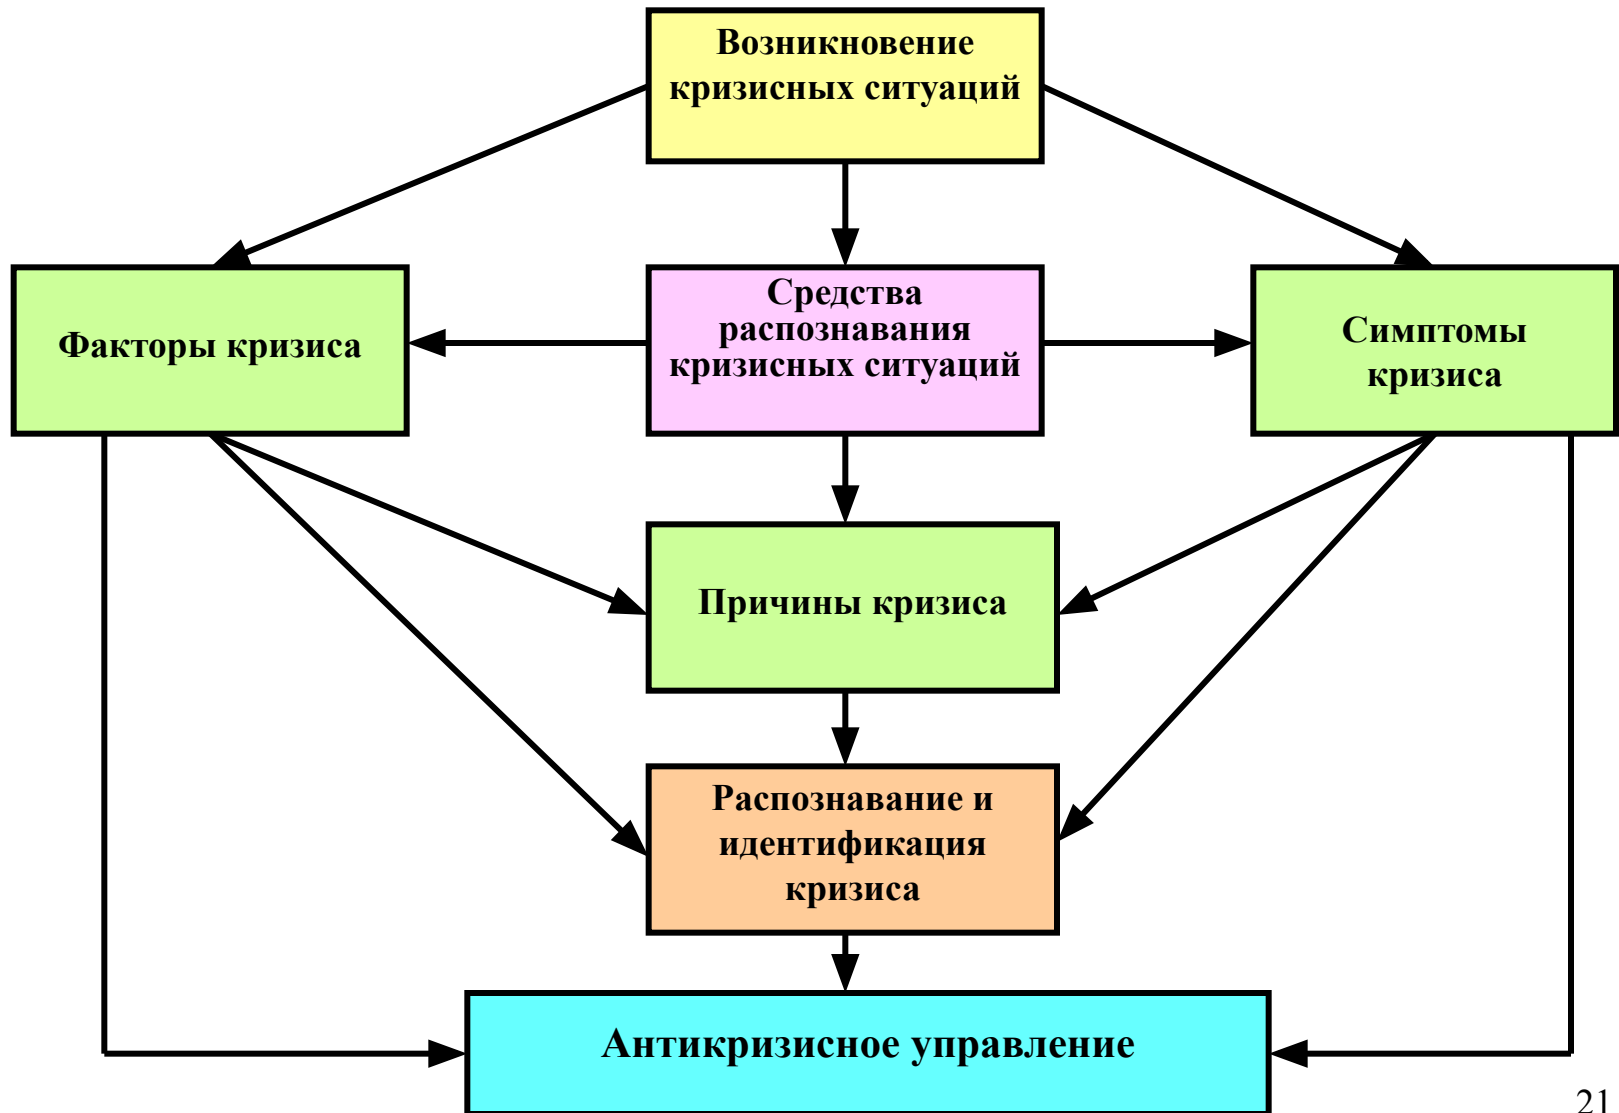 Возникновение
кризисных ситуаций
Средства
распознавания
кризисных ситуаций
Факторы кризиса
Симптомы
кризиса
Причины кризиса
Распознавание и
идентификация
кризиса
Антикризисное управление
21